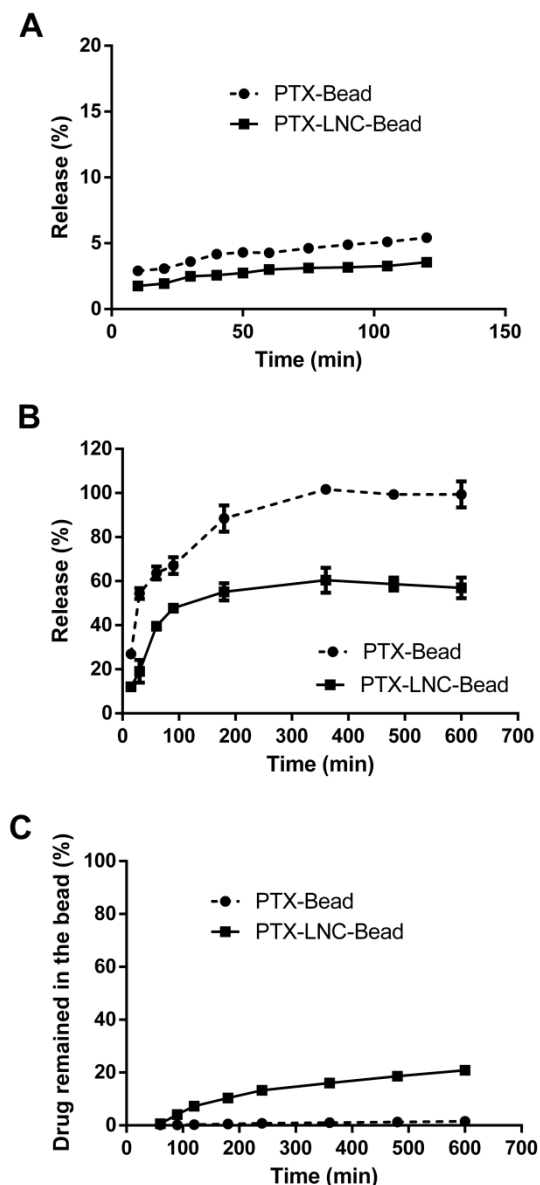 A
20
15
10
5
0
Release (%)
PTX-Bead
PTX-LNC-Bead
0 50 100 150
Time (min)
B
120
100
80
60
40
20
0
Release (%)
PTX-Bead
PTX-LNC-Bead
0 100 200 300 400 500 600 700
Time (min)
C
100
80
60
40
20
0
Drug remained in the bead (%)
PTX-Bead
PTX-LNC-Bead
0 100 200 300 400 500 600 700
Time (min)